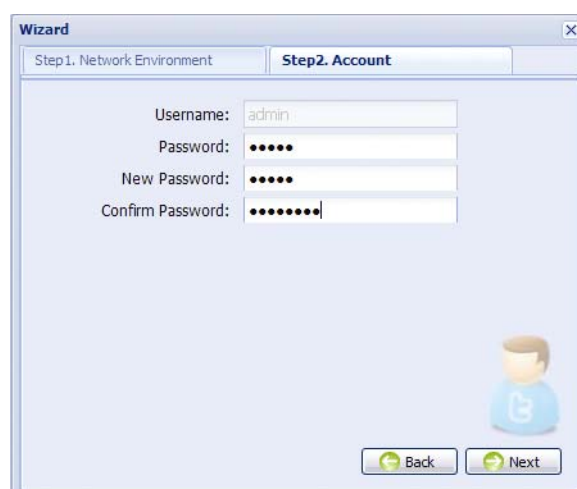 Wizard
Step1. Network Environment
Step2. Account
Username: admin
Password: •••••
New Password: •••••
Confirm Password: ••••••••
Back
Next